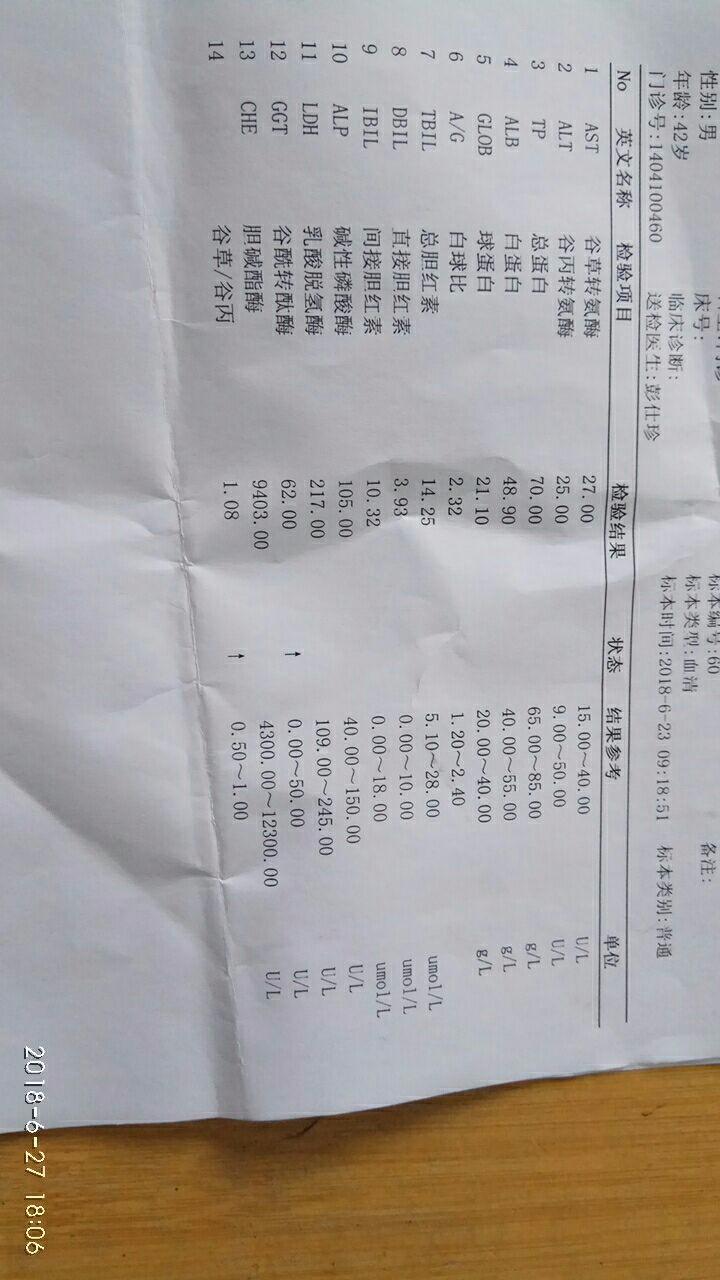 性别:男
床号:
标本编号:60
备注:
年龄:42岁
临床诊断:
标本类型:血清
门诊号:1404100460
送检医生:彭仕珍
标本时间:2018-6-23 09:18:51
标本类别:普通
No 英文名称 检验项目 检验结果 状态 结果参考 单位
1 AST 谷草转氨酶 27.00 15.00~40.00 U/L
2 ALT 谷丙转氨酶 25.00 9.00~50.00 U/L
3 TP 总蛋白 70.00 65.00~85.00 g/L
4 ALB 白蛋白 48.90 40.00~55.00 g/L
5 GLOB 球蛋白 21.10 20.00~40.00 g/L
6 A/G 白球比 2.32 1.20~2.40
7 TBIL 总胆红素 14.25 5.10~28.00 umol/L
8 DBIL 直接胆红素 3.93 0.00~10.00 umol/L
9 IBIL 间接胆红素 10.32 0.00~18.00 umol/L
10 ALP 碱性磷酸酶 105.00 40.00~150.00 U/L
11 LDH 乳酸脱氢酶 217.00 109.00~245.00 U/L
12 GGT 谷酰转酞酶 62.00 ↑ 0.00~50.00 U/L
13 CHE 胆碱酯酶 9403.00 4300.00~12300.00 U/L
14 谷草/谷丙 1.08 ↑ 0.50~1.00
2018-6-27 18:06